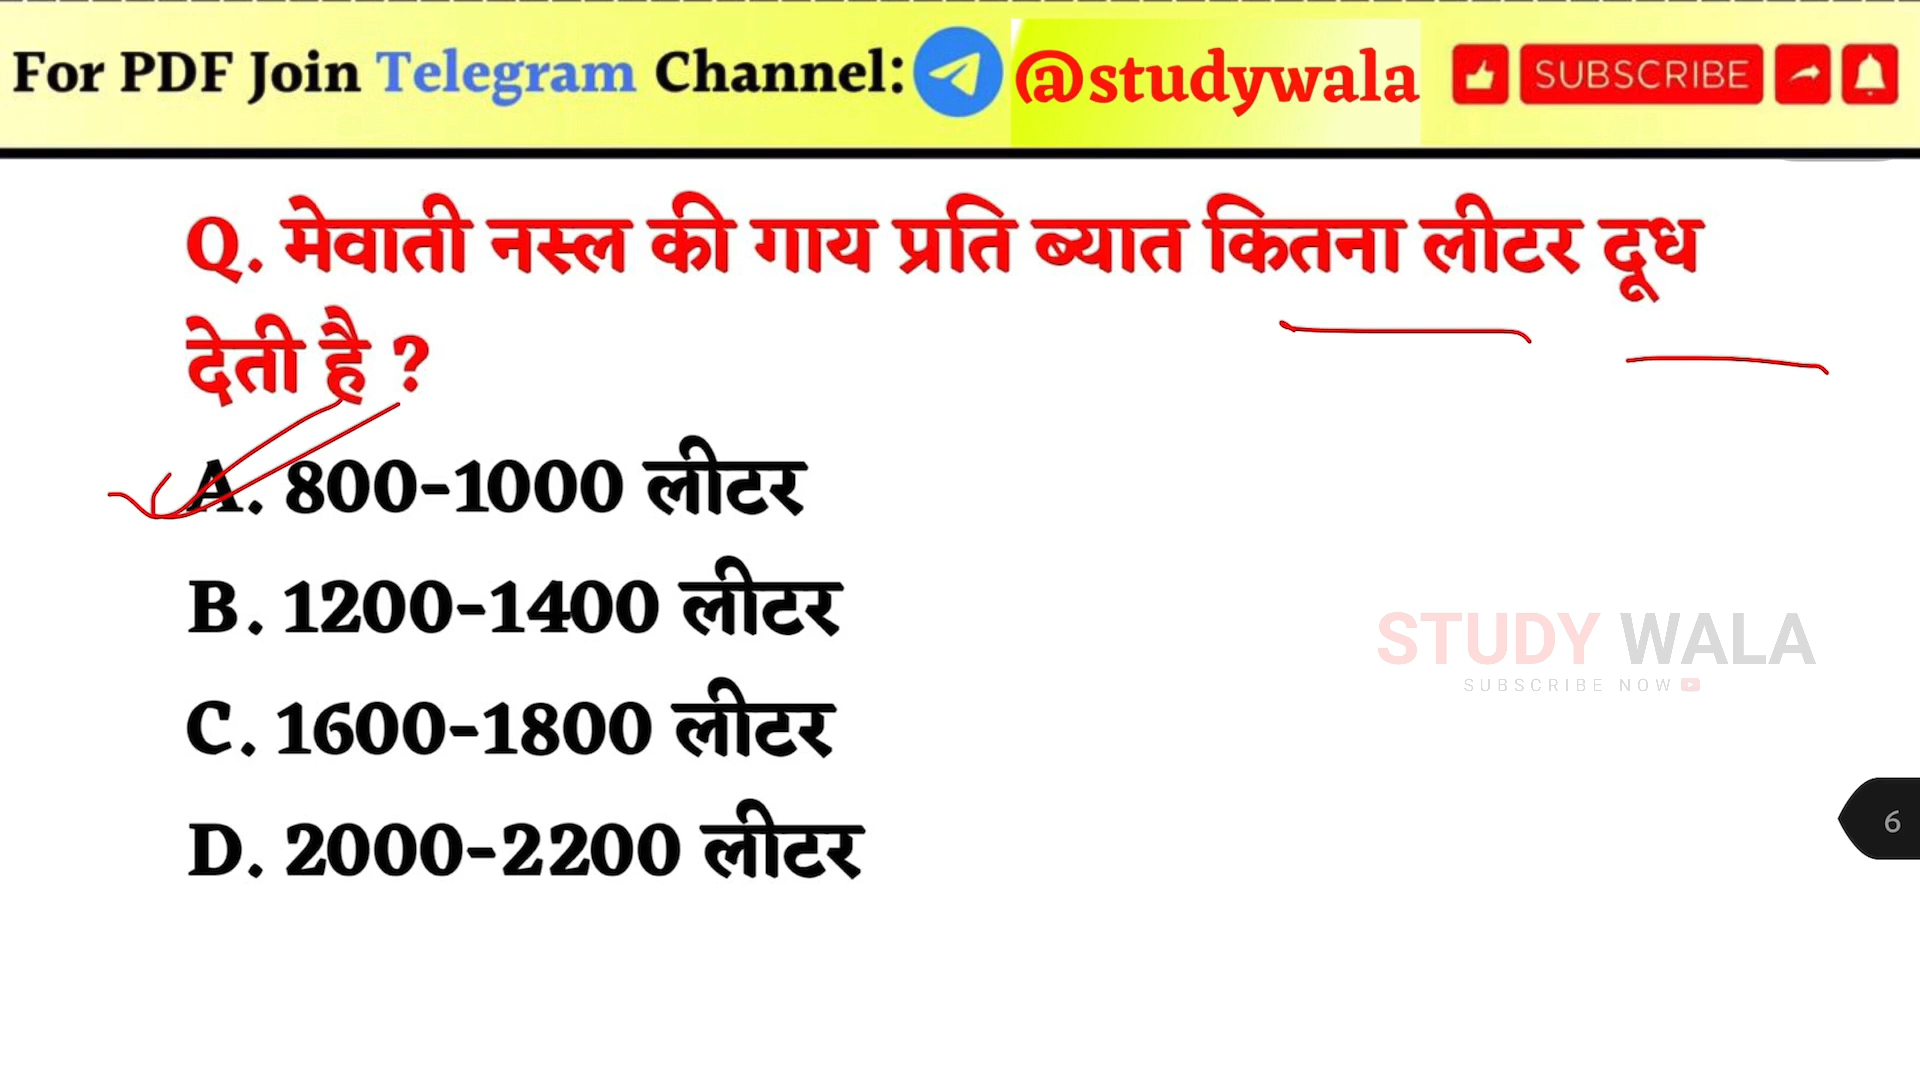 For PDF Join Telegram Channel: @studywala SUBSCRIBE
Q. मेवाती नस्ल की गाय प्रति ब्यात कितना लीटर दूध
देती है ?
A. 800-1000 लीटर
B. 1200-1400 लीटर
C. 1600-1800 लीटर
D. 2000-2200 लीटर
STUDY WALA
SUBSCRIBE NOW
6